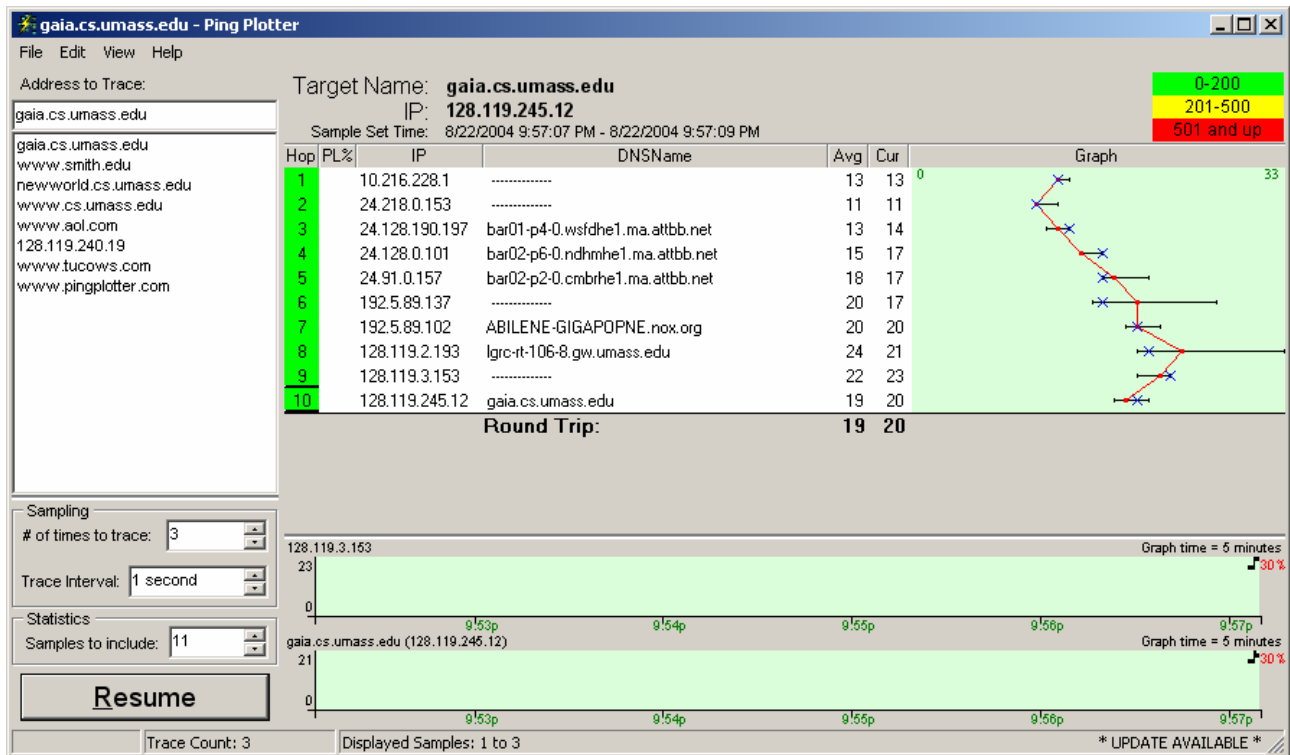 gaia.cs.umass.edu - Ping Plotter
File Edit View Help
Address to Trace:
gaia.cs.umass.edu
gaia.cs.umass.edu
www.smith.edu
newworld.cs.umass.edu
www.cs.umass.edu
www.aol.com
128.119.240.19
www.tucows.com
www.pingplotter.com
Sampling
# of times to trace: 3
Trace Interval: 1 second
Statistics
Samples to include: 11
Resume
Target Name: gaia.cs.umass.edu
IP: 128.119.245.12
Sample Set Time: 8/22/2004 9:57:07 PM - 8/22/2004 9:57:09 PM
0-200
201-500
501 and up
Hop PL% IP DNSName Avg Cur Graph
0 33
1 10.216.228.1 ------------- 13 13
2 24.218.0.153 ------------- 11 11
3 24.128.190.197 bar01-p4-0.wsfdhe1.ma.attbb.net 13 14
4 24.128.0.101 bar02-p6-0.ndhmhe1.ma.attbb.net 15 17
5 24.91.0.157 bar02-p2-0.cmbrhe1.ma.attbb.net 18 17
6 192.5.89.137 ------------- 20 17
7 192.5.89.102 ABILENE-GIGAPOPNE.nox.org 20 20
8 128.119.2.193 lgrc-rt-106-8.gw.umass.edu 24 21
9 128.119.3.153 ------------- 22 23
10 128.119.245.12 gaia.cs.umass.edu 19 20
Round Trip: 19 20
128.119.3.153 Graph time = 5 minutes
23 30%
0
9:53p 9:54p 9:55p 9:56p 9:57p
gaia.cs.umass.edu (128.119.245.12) Graph time = 5 minutes
21 30%
0
9:53p 9:54p 9:55p 9:56p 9:57p
Trace Count: 3 Displayed Samples: 1 to 3 * UPDATE AVAILABLE *